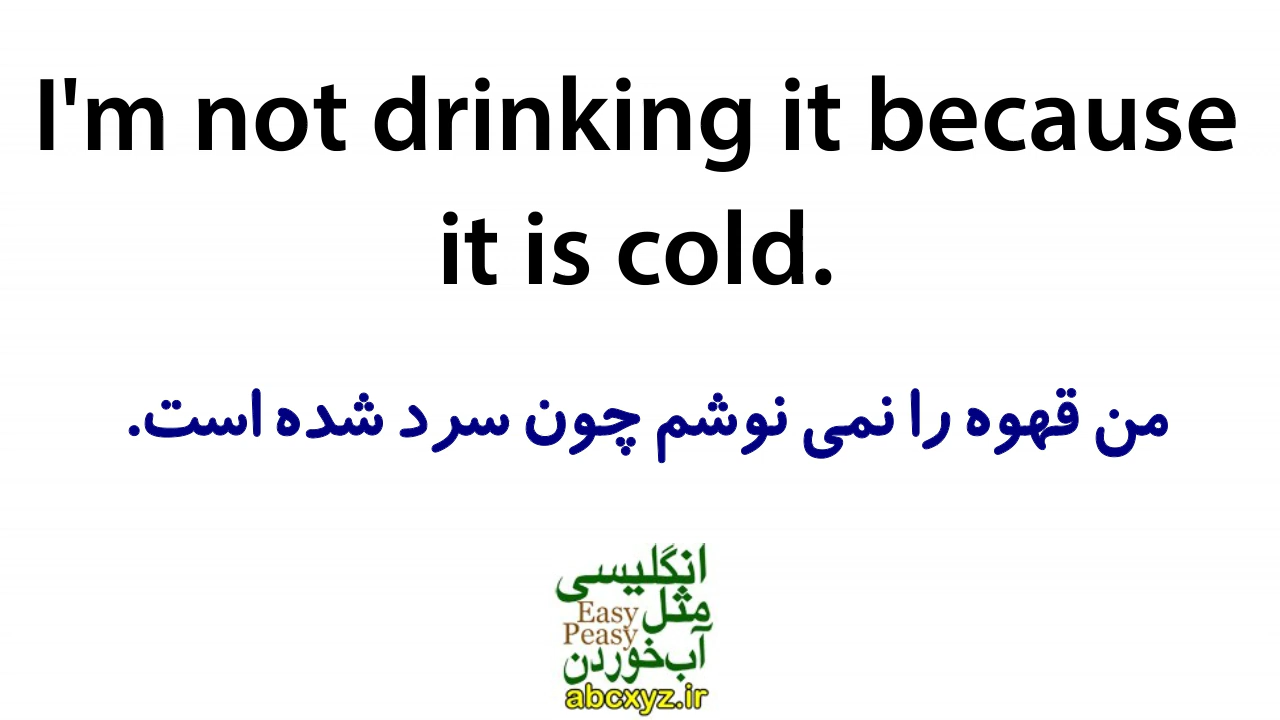 I'm not drinking it because
it is cold.
من قهوه را نمی نوشم چون سرد شده است.
انگلیسی
مثل
Easy
Peasy
آب‌خوردن
abcxyz.ir